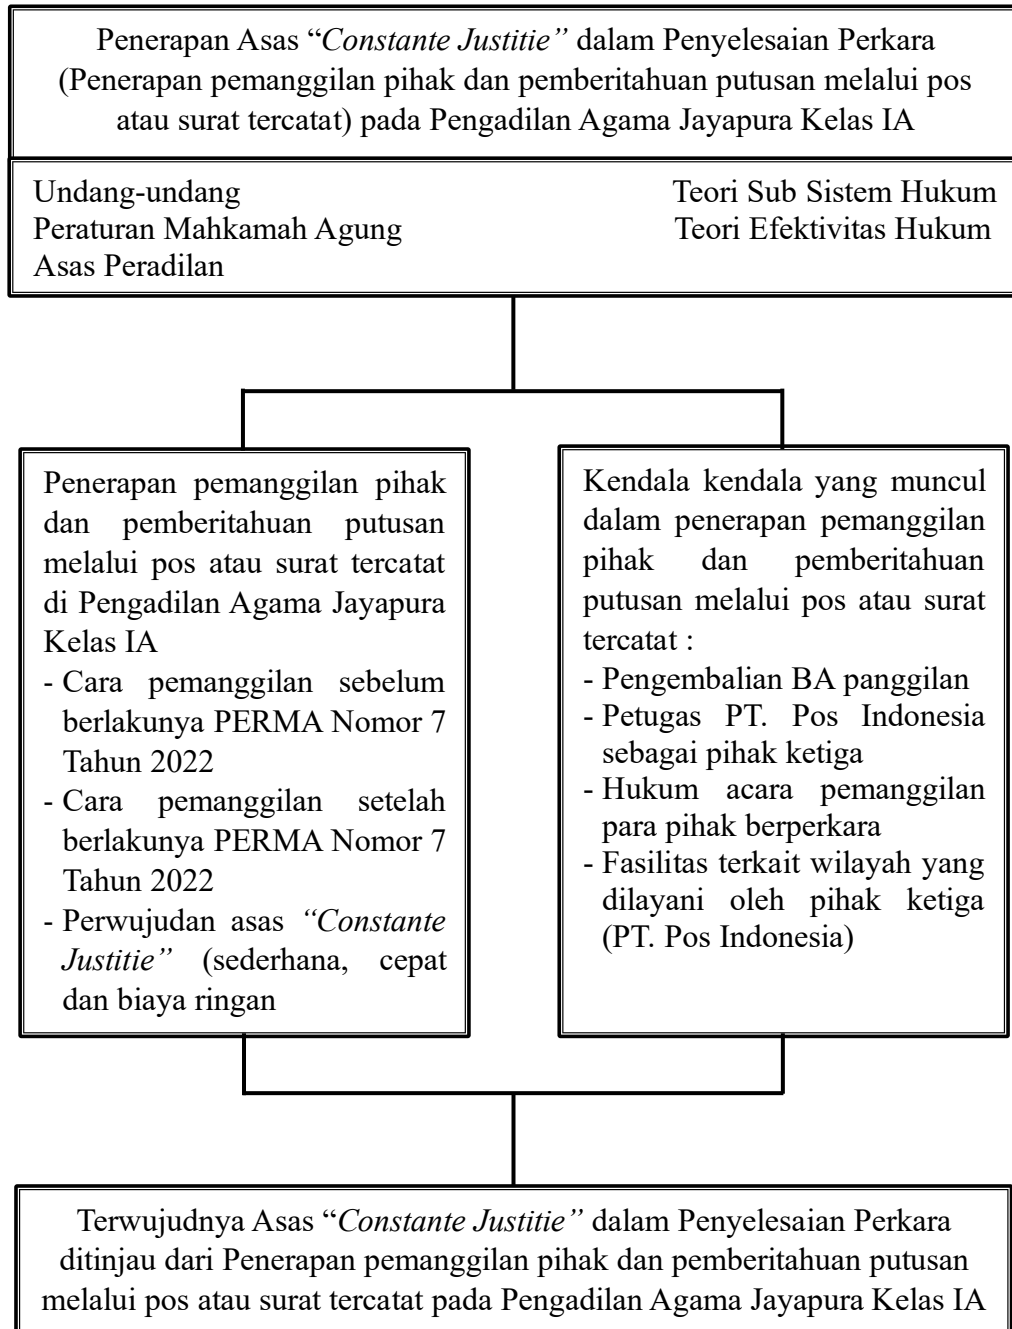 Penerapan Asas “Constante Justitie” dalam Penyelesaian Perkara
(Penerapan pemanggilan pihak dan pemberitahuan putusan melalui pos
atau surat tercatat) pada Pengadilan Agama Jayapura Kelas IA
Undang-undang
Peraturan Mahkamah Agung
Asas Peradilan
Teori Sub Sistem Hukum
Teori Efektivitas Hukum
Penerapan pemanggilan pihak
dan pemberitahuan putusan
melalui pos atau surat tercatat
di Pengadilan Agama Jayapura
Kelas IA
- Cara pemanggilan sebelum
berlakunya PERMA Nomor 7
Tahun 2022
- Cara pemanggilan setelah
berlakunya PERMA Nomor 7
Tahun 2022
- Perwujudan asas “Constante
Justitie” (sederhana, cepat
dan biaya ringan
Kendala kendala yang muncul
dalam penerapan pemanggilan
pihak dan pemberitahuan
putusan melalui pos atau surat
tercatat :
- Pengembalian BA panggilan
- Petugas PT. Pos Indonesia
sebagai pihak ketiga
- Hukum acara pemanggilan
para pihak berperkara
- Fasilitas terkait wilayah yang
dilayani oleh pihak ketiga
(PT. Pos Indonesia)
Terwujudnya Asas “Constante Justitie” dalam Penyelesaian Perkara
ditinjau dari Penerapan pemanggilan pihak dan pemberitahuan putusan
melalui pos atau surat tercatat pada Pengadilan Agama Jayapura Kelas IA